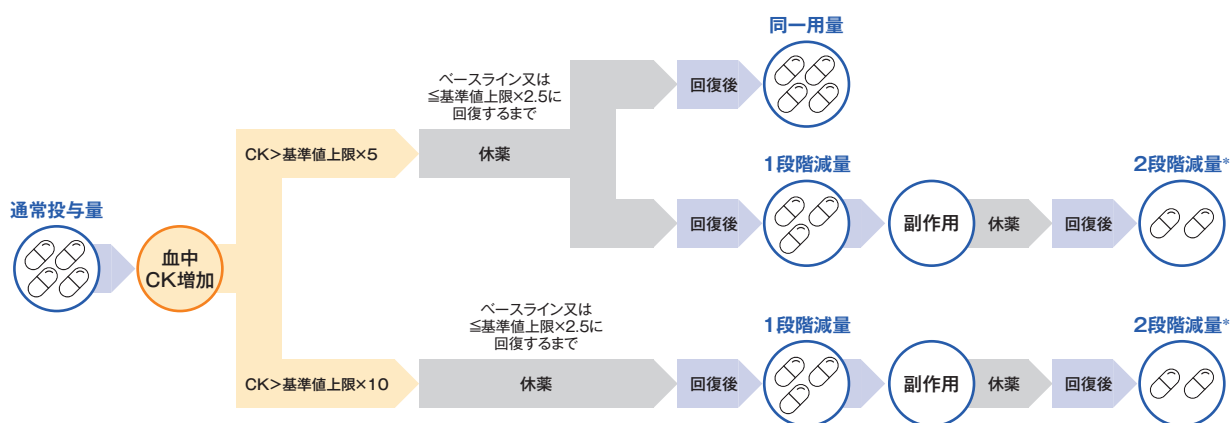 通常投与量
血中
CK増加
CK>基準値上限×5
ベースライン又は
≦基準値上限×2.5に
回復するまで
休薬
回復後
同一用量
回復後
1段階減量
副作用
休薬
回復後
2段階減量*
CK>基準値上限×10
ベースライン又は
≦基準値上限×2.5に
回復するまで
休薬
回復後
1段階減量
副作用
休薬
回復後
2段階減量*